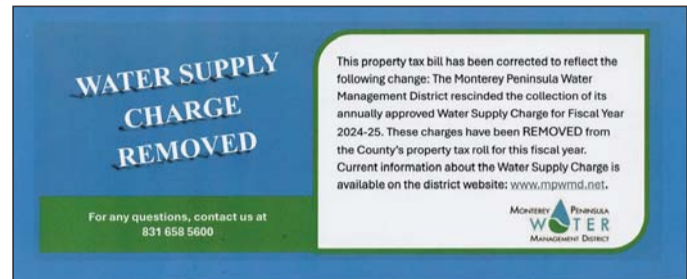 WATER SUPPLY
CHARGE
REMOVED
For any questions, contact us at
831 658 5600
This property tax bill has been corrected to reflect the
following change: The Monterey Peninsula Water
Management District rescinded the collection of its
annually approved Water Supply Charge for Fiscal Year
2024-25. These charges have been REMOVED from
the County's property tax roll for this fiscal year.
Current information about the Water Supply Charge is
available on the district website: www.mpwmd.net.
MONTEREY PENINSULA
WATER
MANAGEMENT DISTRICT